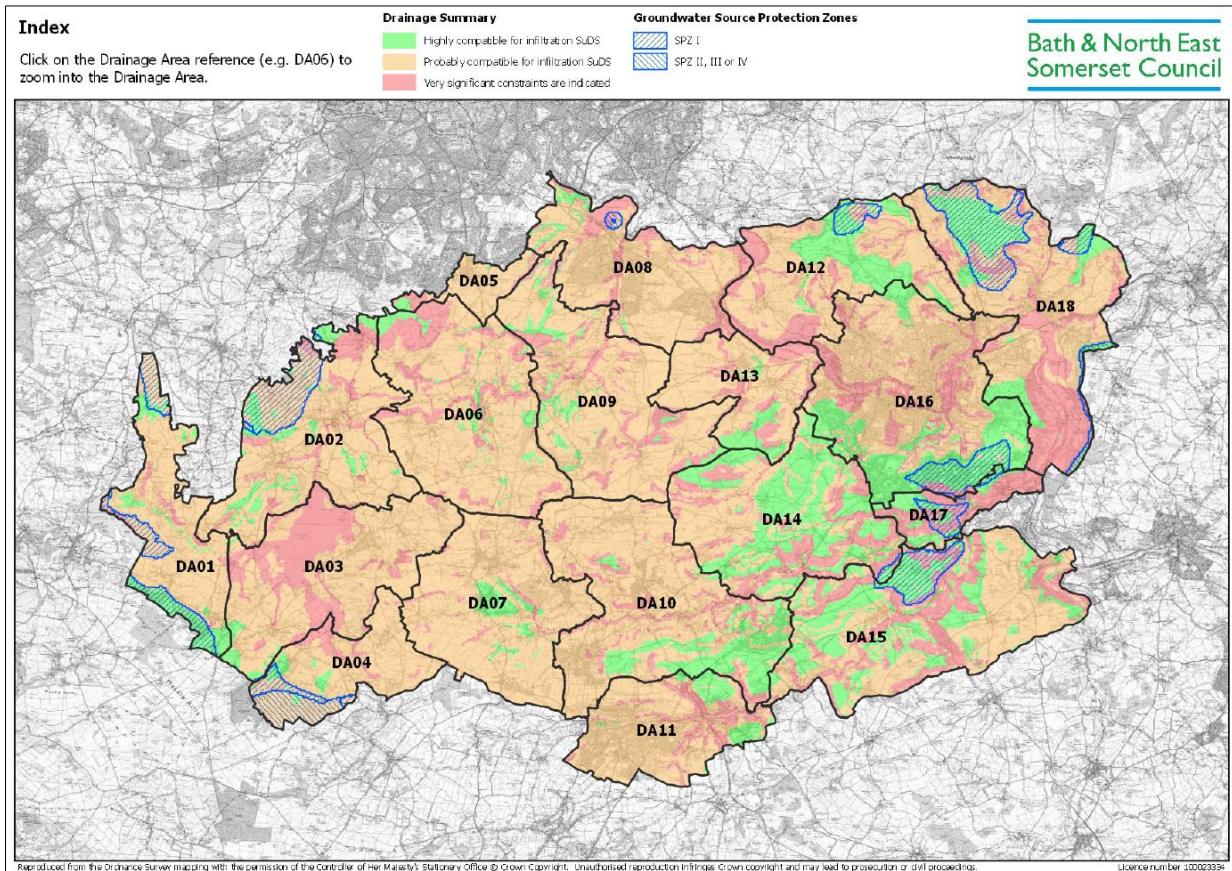 Index
Click on the Drainage Area reference (e.g. DA06) to
zoom into the Drainage Area.
Drainage Summary
Highly compatible for infiltration SuDS
Probably compatible for infiltration SuDS
Very significant constraints are indicated
Groundwater Source Protection Zones
SPZ I
SPZ II, III or IV
Bath & North East
Somerset Council
DA05
DA08
DA12
DA18
DA13
DA16
DA06
DA09
DA02
DA14
DA17
DA01
DA03
DA07
DA10
DA15
DA04
DA11
Reproduced from the Ordnance Survey mapping with the permission of the Controller of Her Majesty's Stationery Office © Crown Copyright. Unauthorised reproduction infringes Crown copyright and may lead to prosecution or civil proceedings.
Licence number 100023334